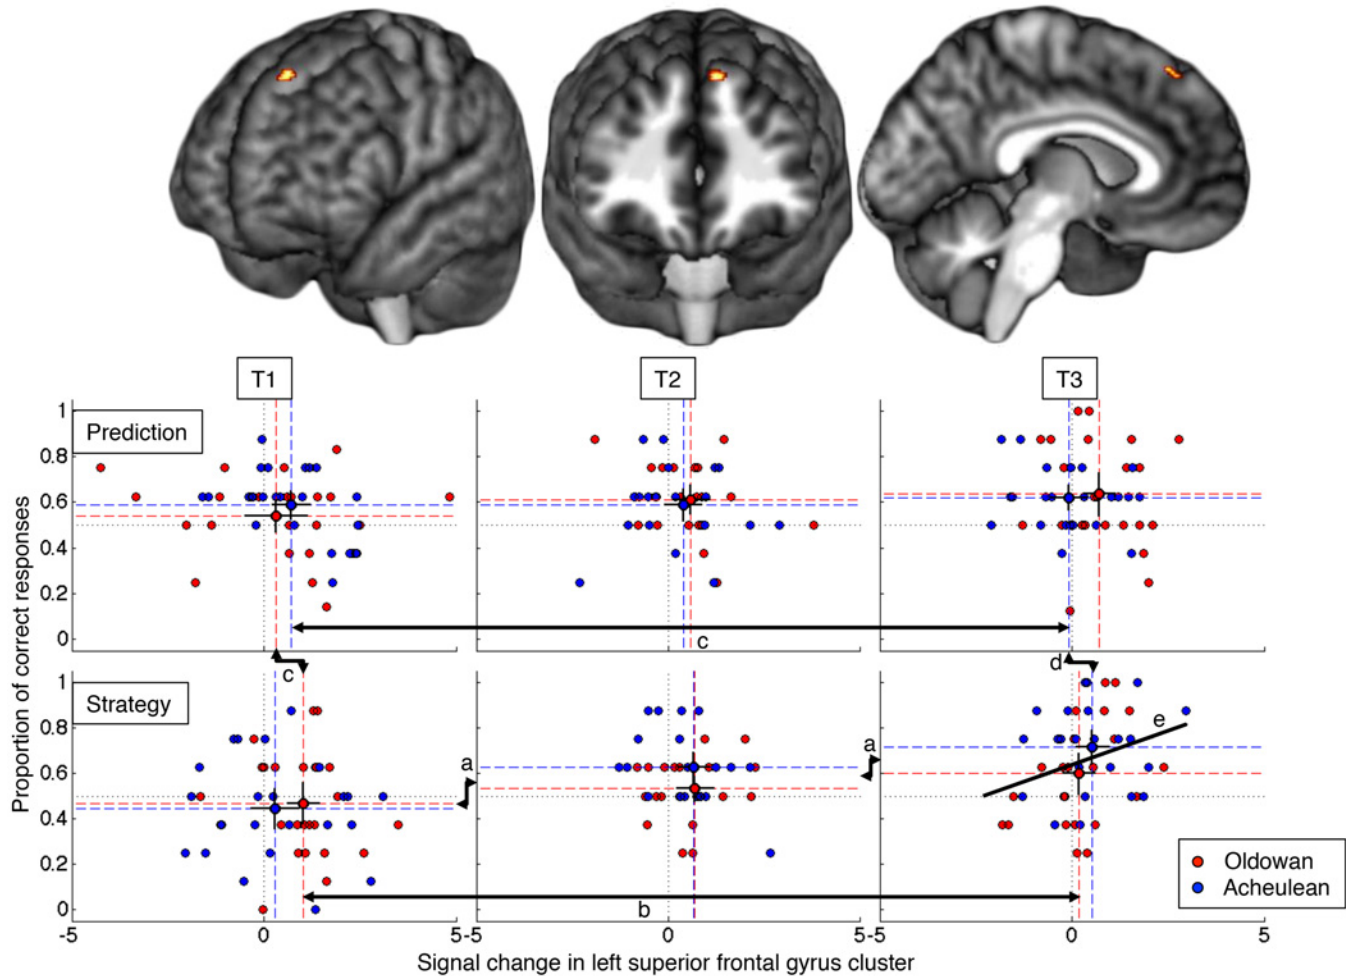 T1
T2
T3
1
0.8
0.6
0.4
0.2
0
Prediction
c
c
d
1
0.8
0.6
0.4
0.2
0
Strategy
a
a
e
b
Proportion of correct responses
Oldowan
Acheulean
-5
0
5
-5
0
5
-5
0
5
Signal change in left superior frontal gyrus cluster